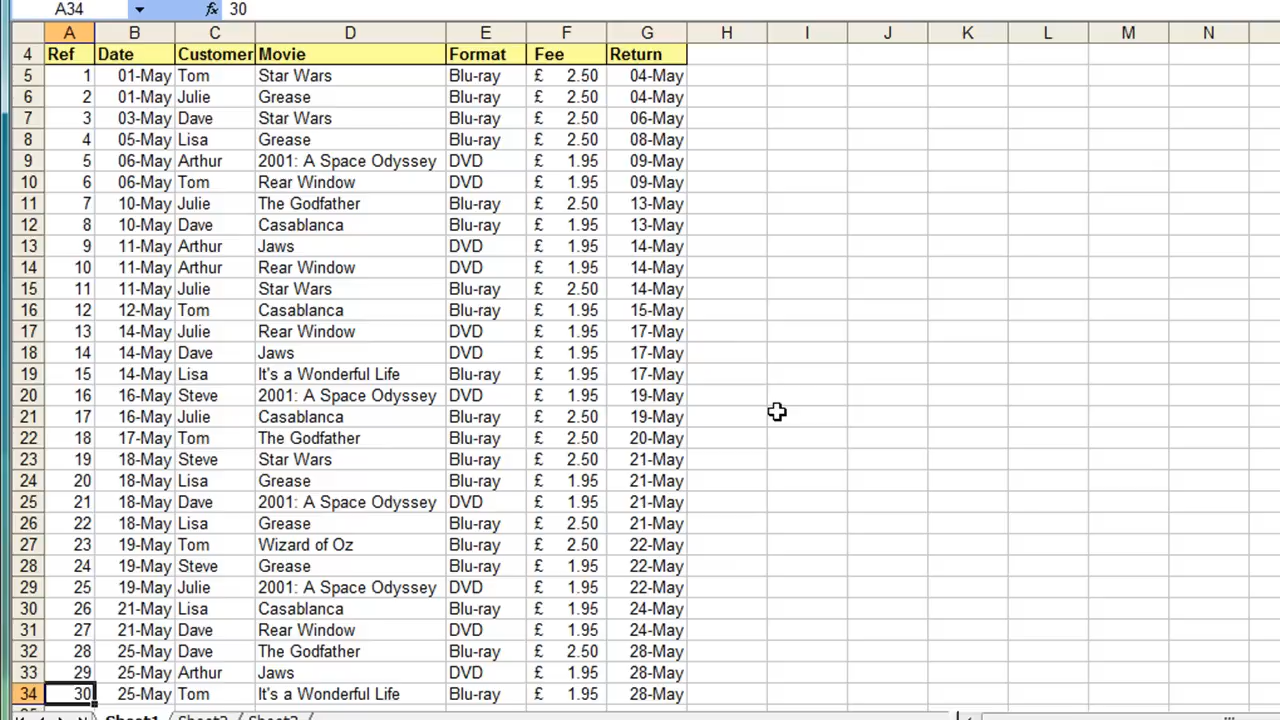 A34 fx 30
A B C D E F G H I J K L M N
4 Ref Date Customer Movie Format Fee Return
5 1 01-May Tom Star Wars Blu-ray £ 2.50 04-May
6 2 01-May Julie Grease Blu-ray £ 2.50 04-May
7 3 03-May Dave Star Wars Blu-ray £ 2.50 06-May
8 4 05-May Lisa Grease Blu-ray £ 2.50 08-May
9 5 06-May Arthur 2001: A Space Odyssey DVD £ 1.95 09-May
10 6 06-May Tom Rear Window DVD £ 1.95 09-May
11 7 10-May Julie The Godfather Blu-ray £ 2.50 13-May
12 8 10-May Dave Casablanca Blu-ray £ 1.95 13-May
13 9 11-May Arthur Jaws DVD £ 1.95 14-May
14 10 11-May Arthur Rear Window DVD £ 1.95 14-May
15 11 11-May Julie Star Wars Blu-ray £ 2.50 14-May
16 12 12-May Tom Casablanca Blu-ray £ 1.95 15-May
17 13 14-May Julie Rear Window DVD £ 1.95 17-May
18 14 14-May Dave Jaws DVD £ 1.95 17-May
19 15 14-May Lisa It's a Wonderful Life Blu-ray £ 1.95 17-May
20 16 16-May Steve 2001: A Space Odyssey DVD £ 1.95 19-May
21 17 16-May Julie Casablanca Blu-ray £ 2.50 19-May
22 18 17-May Tom The Godfather Blu-ray £ 2.50 20-May
23 19 18-May Steve Star Wars Blu-ray £ 2.50 21-May
24 20 18-May Lisa Grease Blu-ray £ 1.95 21-May
25 21 18-May Dave 2001: A Space Odyssey DVD £ 1.95 21-May
26 22 18-May Lisa Grease Blu-ray £ 2.50 21-May
27 23 19-May Tom Wizard of Oz Blu-ray £ 2.50 22-May
28 24 19-May Steve Grease Blu-ray £ 1.95 22-May
29 25 19-May Julie 2001: A Space Odyssey DVD £ 1.95 22-May
30 26 21-May Lisa Casablanca Blu-ray £ 1.95 24-May
31 27 21-May Dave Rear Window DVD £ 1.95 24-May
32 28 25-May Dave The Godfather Blu-ray £ 2.50 28-May
33 29 25-May Arthur Jaws DVD £ 1.95 28-May
34 30 25-May Tom It's a Wonderful Life Blu-ray £ 1.95 28-May
Sheet1 Sheet2 Sheet3